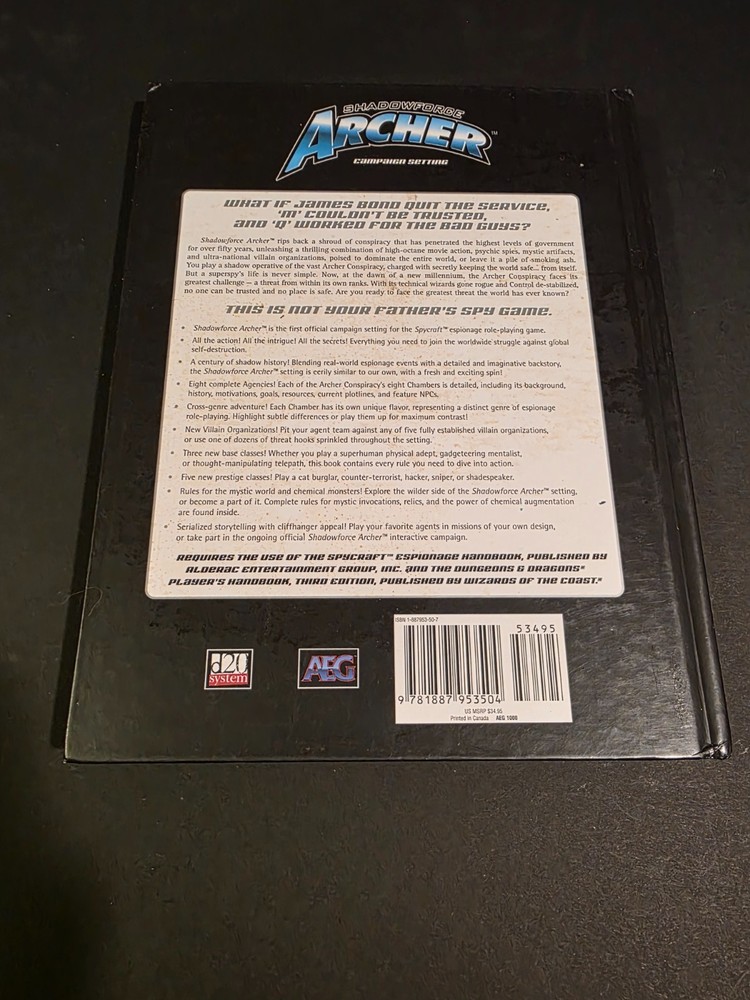 SHADOWFORCE
ARCHER™
CAMPAIGN SETTING
WHAT IF JAMES BOND QUIT THE SERVICE,
'M' COULDN'T BE TRUSTED,
AND 'Q' WORKED FOR THE BAD GUYS?
Shadowforce Archer™ rips back a shroud of conspiracy that has penetrated the highest levels of government
for over fifty years, unleashing a thrilling combination of high-octane movie action, psychic spies, mystic artifacts,
and ultra-national villain organizations, poised to dominate the entire world, or leave it a pile of smoking ash.
You play a shadow operative of the vast Archer Conspiracy, charged with secretly keeping the world safe... from itself.
But a superspy's life is never simple. Now, at the dawn of a new millennium, the Archer Conspiracy faces its
greatest challenge – a threat from within its own ranks. With its technical wizards gone rogue and Control de-stabilized,
no one can be trusted and no place is safe. Are you ready to face the greatest threat the world has ever known?
THIS IS NOT YOUR FATHER'S SPY GAME.
• Shadowforce Archer™ is the first official campaign setting for the Spycraft™ espionage role-playing game.
• All the action! All the intrigue! All the secrets! Everything you need to join the worldwide struggle against global
self-destruction.
• A century of shadow history! Blending real-world espionage events with a detailed and imaginative backstory,
the Shadowforce Archer™ setting is eerily similar to our own, with a fresh and exciting spin!
• Eight complete Agencies! Each of the Archer Conspiracy's eight Chambers is detailed, including its background,
history, motivations, goals, resources, current plotlines, and feature NPCs.
• Cross-genre adventure! Each Chamber has its own unique flavor, representing a distinct genre of espionage
role-playing. Highlight subtle differences or play them up for maximum contrast!
• New Villain Organizations! Pit your agent team against any of five fully established villain organizations,
or use one of dozens of threat hooks sprinkled throughout the setting.
• Three new base classes! Whether you play a superhuman physical adept, gadgeteering mentalist,
or thought-manipulating telepath, this book contains every rule you need to dive into action.
• Five new prestige classes! Play a cat burglar, counter-terrorist, hacker, sniper, or shadespeaker.
• Rules for the mystic world and chemical monsters! Explore the wilder side of the Shadowforce Archer™ setting,
or become a part of it. Complete rules for mystic invocations, relics, and the power of chemical augmentation
are found inside.
• Serialized storytelling with cliffhanger appeal! Play your favorite agents in missions of your own design,
or take part in the ongoing official Shadowforce Archer™ interactive campaign.
REQUIRES THE USE OF THE SPYCRAFT™ ESPIONAGE HANDBOOK, PUBLISHED BY
ALDERAC ENTERTAINMENT GROUP, INC. AND THE DUNGEONS & DRAGONS®
PLAYER'S HANDBOOK, THIRD EDITION, PUBLISHED BY WIZARDS OF THE COAST.®
d20
system
AEG
ISBN 1-887953-50-7
53495
9 781887 953504
US MSRP $34.95
Printed in Canada AEG 1000